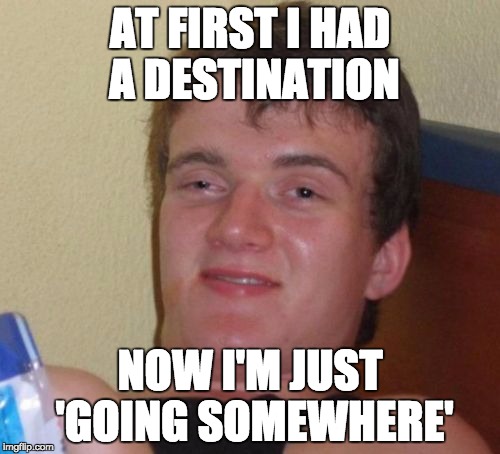 AT FIRST I HAD
A DESTINATION
NOW I'M JUST
'GOING SOMEWHERE'
imgflip.com